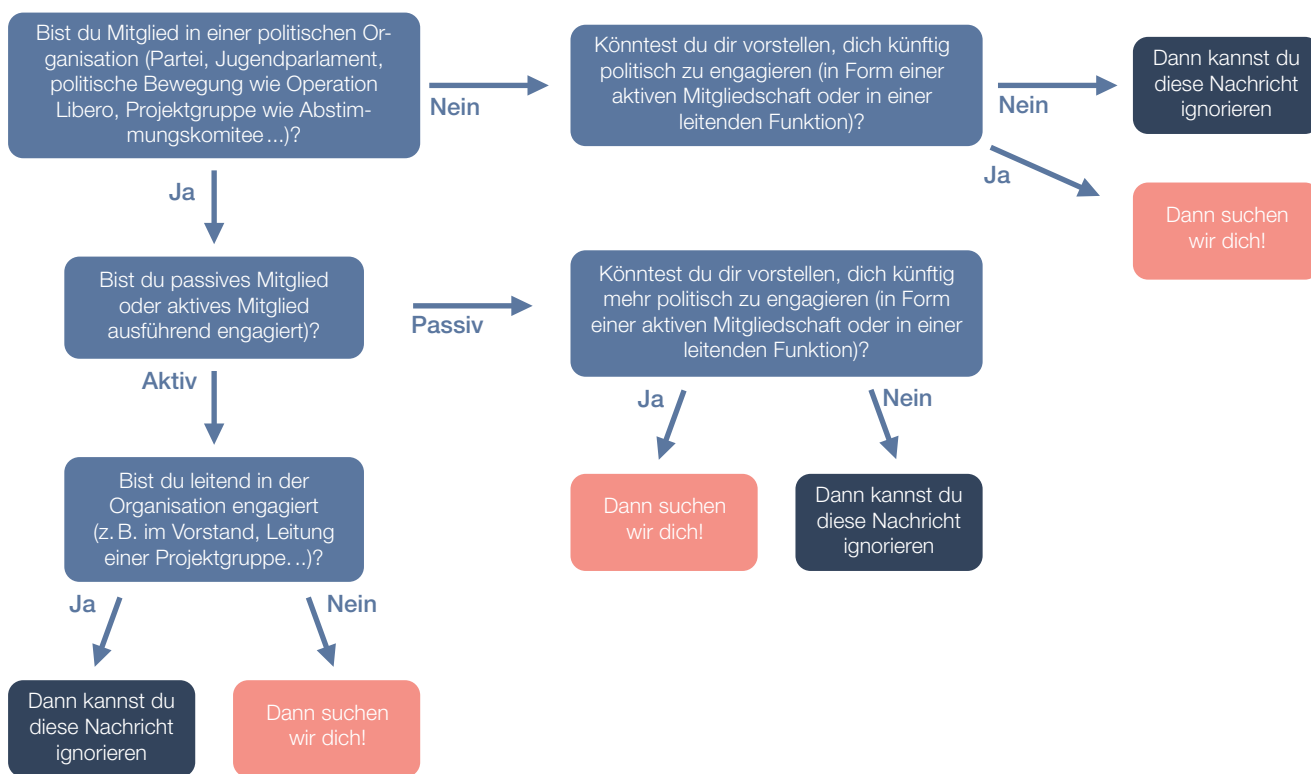 Bist du Mitglied in einer politischen Or-
ganisation (Partei, Jugendparlament,
politische Bewegung wie Operation
Libero, Projektgruppe wie Abstim-
mungskomitee ...)?
Nein
Könntest du dir vorstellen, dich künftig
politisch zu engagieren (in Form einer
aktiven Mitgliedschaft oder in einer
leitenden Funktion)?
Nein
Dann kannst du
diese Nachricht
ignorieren
Ja
Dann suchen
wir dich!
Ja
Bist du passives Mitglied
oder aktives Mitglied
ausführend engagiert)?
Passiv
Könntest du dir vorstellen, dich künftig
mehr politisch zu engagieren (in Form
einer aktiven Mitgliedschaft oder in einer
leitenden Funktion)?
Ja
Dann suchen
wir dich!
Nein
Dann kannst du
diese Nachricht
ignorieren
Aktiv
Bist du leitend in der
Organisation engagiert
(z. B. im Vorstand, Leitung
einer Projektgruppe...)?
Ja
Dann kannst du
diese Nachricht
ignorieren
Nein
Dann suchen
wir dich!